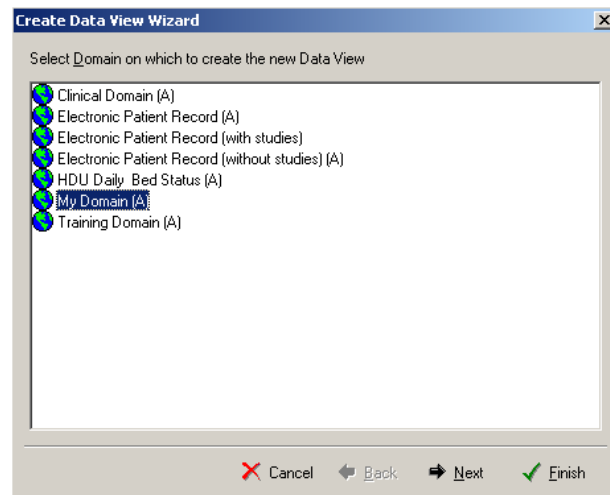 Create Data View Wizard
Select Domain on which to create the new Data View
Clinical Domain (A)
Electronic Patient Record (A)
Electronic Patient Record (with studies)
Electronic Patient Record (without studies) (A)
HDU Daily  Bed Status (A)
My Domain (A)
Training Domain (A)
Cancel Back Next Finish